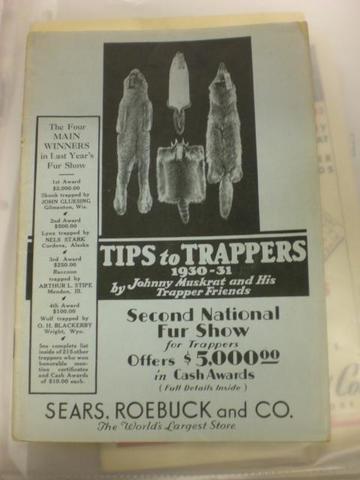 The Four
MAIN
WINNERS
in Last Year's
Fur Show
1st Award
$2,000.00
Skunk trapped by
JOHN GLUESING
Gilmanton, Wis.
2nd Award
$500.00
Lynx trapped by
NELS STARK
Cordova, Alaska
3rd Award
$250.00
Raccoon
trapped by
ARTHUR L. STIPE
Mendon, Ill.
4th Award
$100.00
Wolf trapped by
O. H. BLACKERBY
Wright, Wyo.
See complete list
inside of 215 other
trappers who won
honorable men-
tion certificates
and Cash Awards
of $10.00 each.
TIPS to TRAPPERS
1930-31
by Johnny Muskrat and His
Trapper Friends
Second National
Fur Show
for Trappers
Offers $5,000.00
in Cash Awards
(Full Details Inside)
SEARS, ROEBUCK and CO.
The World's Largest Store